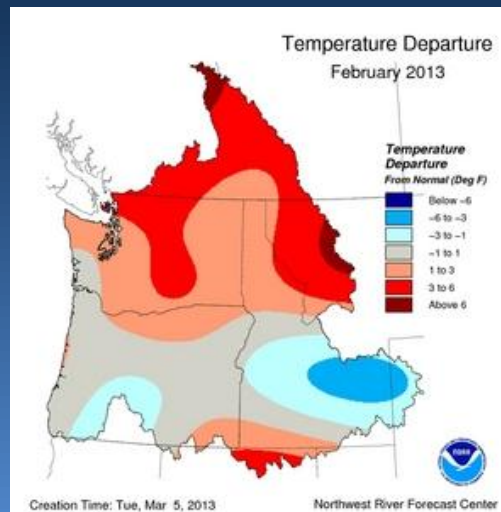 Temperature Departure
February 2013
Temperature
Departure
From Normal (Deg F)
Below −6
−6 to −3
−3 to −1
−1 to 1
1 to 3
3 to 6
Above 6
NOAA
Creation Time: Tue, Mar 5, 2013
Northwest River Forecast Center